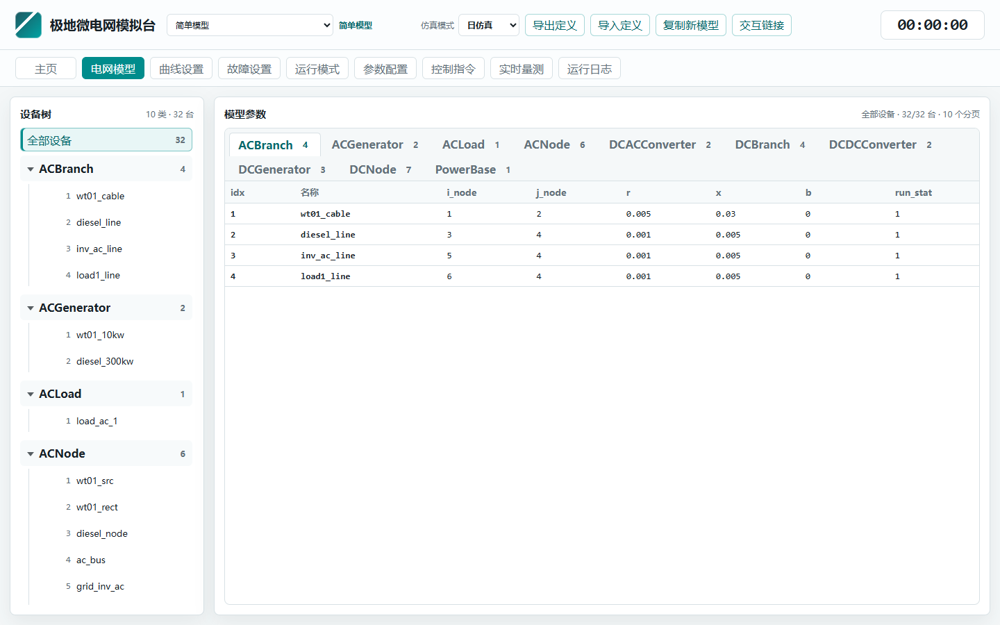 极地微电网模拟台 简单模型 简单模型 仿真模式 日仿真 导出定义 导入定义 复制新模型 交互链接 00:00:00
主页 电网模型 曲线设置 故障设置 运行模式 参数配置 控制指令 实时量测 运行日志
设备树 10 类 · 32 台
全部设备 32
ACBranch 4
1 wt01_cable
2 diesel_line
3 inv_ac_line
4 load1_line
ACGenerator 2
1 wt01_10kw
2 diesel_300kw
ACLoad 1
1 load_ac_1
ACNode 6
1 wt01_src
2 wt01_rect
3 diesel_node
4 ac_bus
5 grid_inv_ac
模型参数 全部设备 · 32/32 台 · 10 个分页
ACBranch 4 ACGenerator 2 ACLoad 1 ACNode 6 DCACConverter 2 DCBranch 4 DCDCConverter 2
DCGenerator 3 DCNode 7 PowerBase 1
idx 名称 i_node j_node r x b run_stat
1 wt01_cable 1 2 0.005 0.03 0 1
2 diesel_line 3 4 0.001 0.005 0 1
3 inv_ac_line 5 4 0.001 0.005 0 1
4 load1_line 6 4 0.001 0.005 0 1